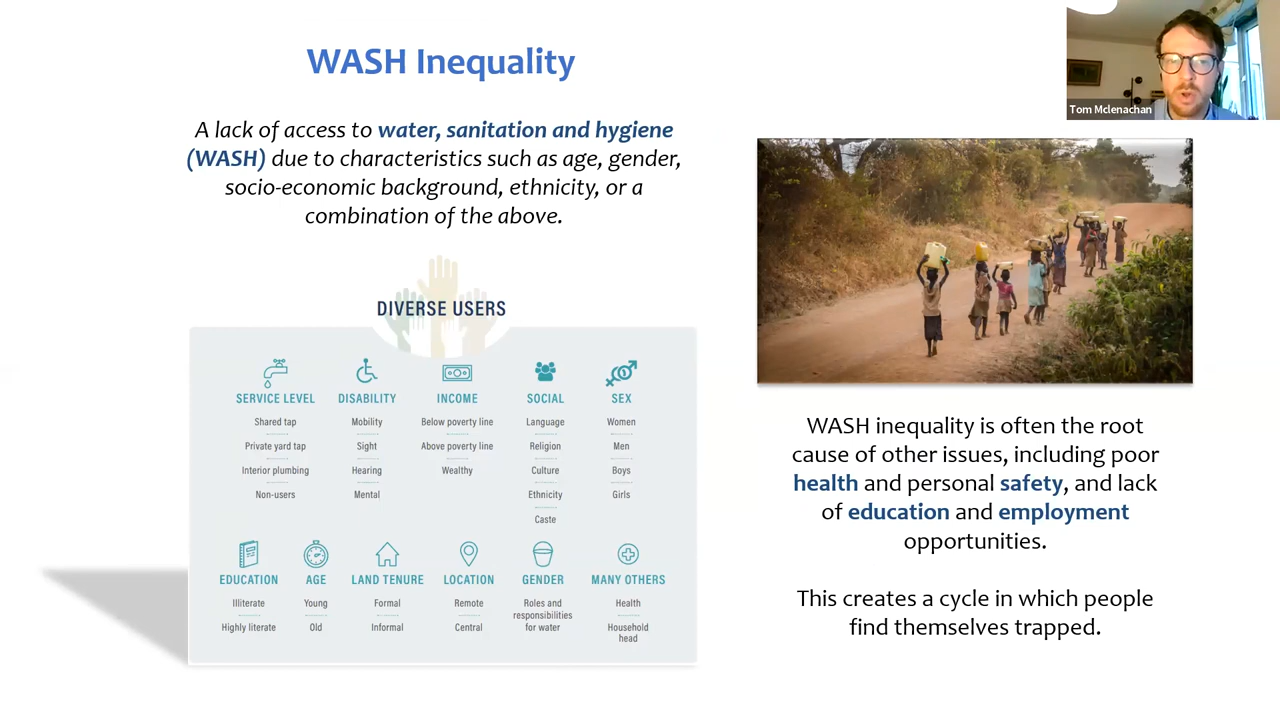 WASH Inequality
A lack of access to water, sanitation and hygiene
(WASH) due to characteristics such as age, gender,
socio-economic background, ethnicity, or a
combination of the above.
DIVERSE USERS
SERVICE LEVEL
Shared tap
Private yard tap
Interior plumbing
Non-users
DISABILITY
Mobility
Sight
Hearing
Mental
INCOME
Below poverty line
Above poverty line
Wealthy
SOCIAL
Language
Religion
Culture
Ethnicity
Caste
SEX
Women
Men
Boys
Girls
EDUCATION
Illiterate
Highly literate
AGE
Young
Old
LAND TENURE
Formal
Informal
LOCATION
Remote
Central
GENDER
Roles and
responsibilities
for water
MANY OTHERS
Health
Household
head
Tom Mclenachan
WASH inequality is often the root
cause of other issues, including poor
health and personal safety, and lack
of education and employment
opportunities.
This creates a cycle in which people
find themselves trapped.